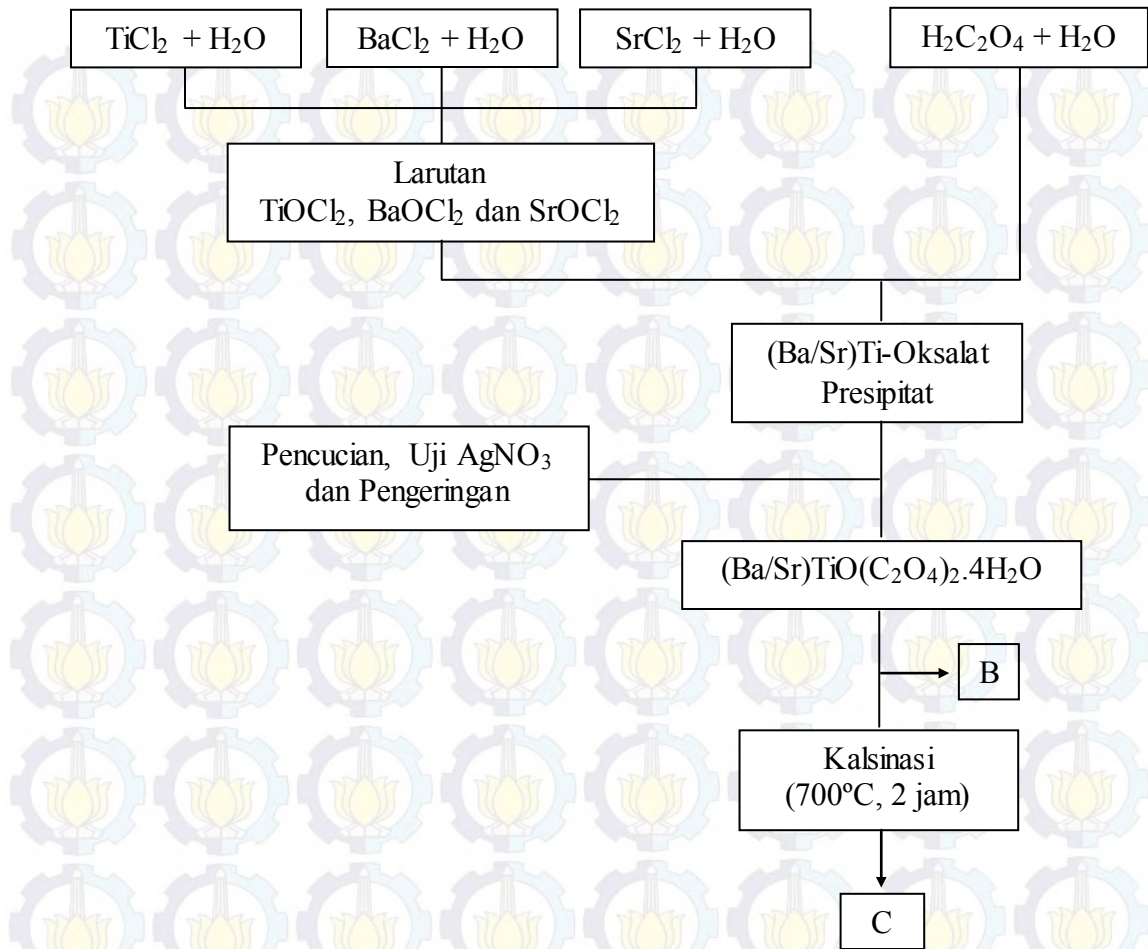 TiCl₂ + H₂O
BaCl₂ + H₂O
SrCl₂ + H₂O
H₂C₂O₄ + H₂O
Larutan
TiOCl₂, BaOCl₂ dan SrOCl₂
(Ba/Sr)Ti-Oksalat
Presipitat
Pencucian, Uji AgNO₃
dan Pengeringan
(Ba/Sr)TiO(C₂O₄)₂.4H₂O
B
Kalsinasi
(700ºC, 2 jam)
C